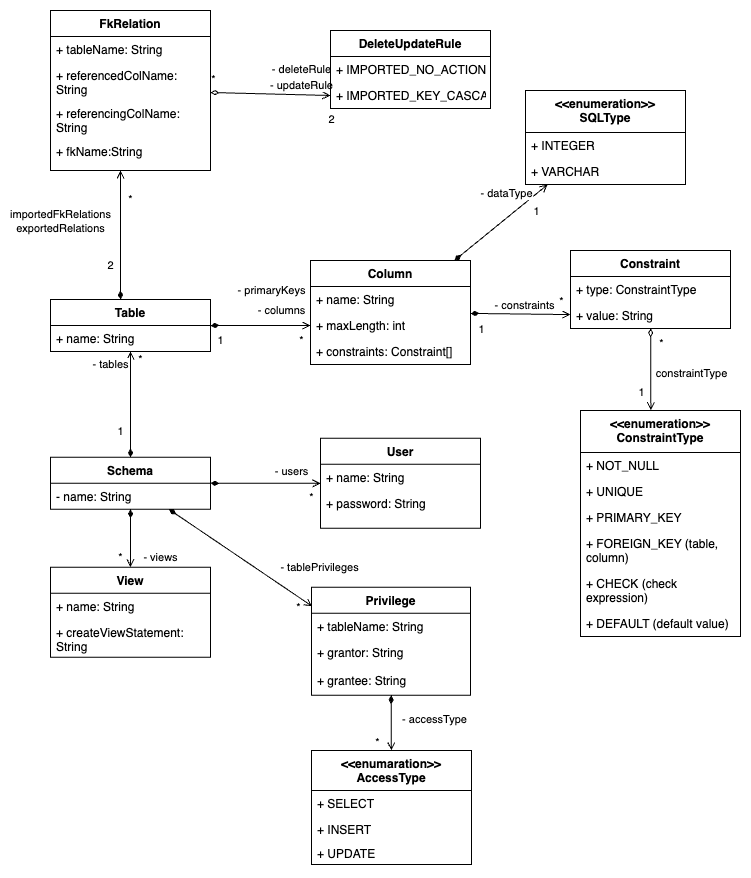 FkRelation
+ tableName: String
+ referencedColName:
String
+ referencingColName:
String
+ fkName:String
*
- deleteRule
- updateRule
2
DeleteUpdateRule
+ IMPORTED_NO_ACTION
+ IMPORTED_KEY_CASCA
<<enumeration>>
SQLType
+ INTEGER
+ VARCHAR
- dataType
1
*
importedFkRelations
exportedRelations
2
Table
+ name: String
- primaryKeys
- columns
1
*
Column
+ name: String
+ maxLength: int
+ constraints: Constraint[]
- constraints
*
1
Constraint
+ type: ConstraintType
+ value: String
*
constraintType
1
<<enumeration>>
ConstraintType
+ NOT_NULL
+ UNIQUE
+ PRIMARY_KEY
+ FOREIGN_KEY (table,
column)
+ CHECK (check
expression)
+ DEFAULT (default value)
*
- tables
1
Schema
- name: String
- users
*
User
+ name: String
+ password: String
*
- views
View
+ name: String
+ createViewStatement:
String
- tablePrivileges
*
Privilege
+ tableName: String
+ grantor: String
+ grantee: String
- accessType
*
<<enumaration>>
AccessType
+ SELECT
+ INSERT
+ UPDATE